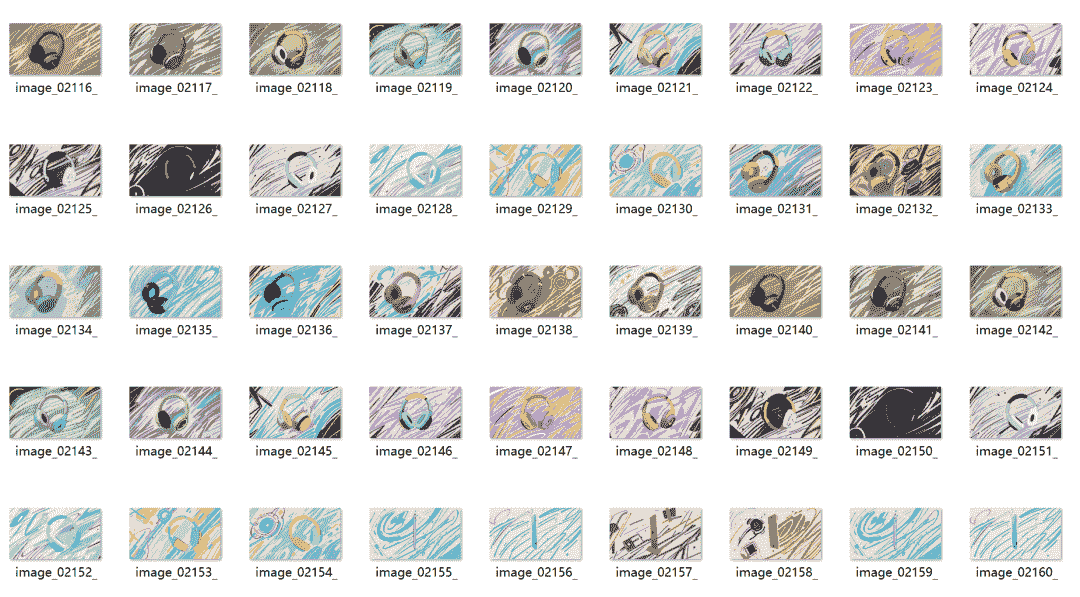 image_02116_ image_02117_ image_02118_ image_02119_ image_02120_ image_02121_ image_02122_ image_02123_ image_02124_
image_02125_ image_02126_ image_02127_ image_02128_ image_02129_ image_02130_ image_02131_ image_02132_ image_02133_
image_02134_ image_02135_ image_02136_ image_02137_ image_02138_ image_02139_ image_02140_ image_02141_ image_02142_
image_02143_ image_02144_ image_02145_ image_02146_ image_02147_ image_02148_ image_02149_ image_02150_ image_02151_
image_02152_ image_02153_ image_02154_ image_02155_ image_02156_ image_02157_ image_02158_ image_02159_ image_02160_